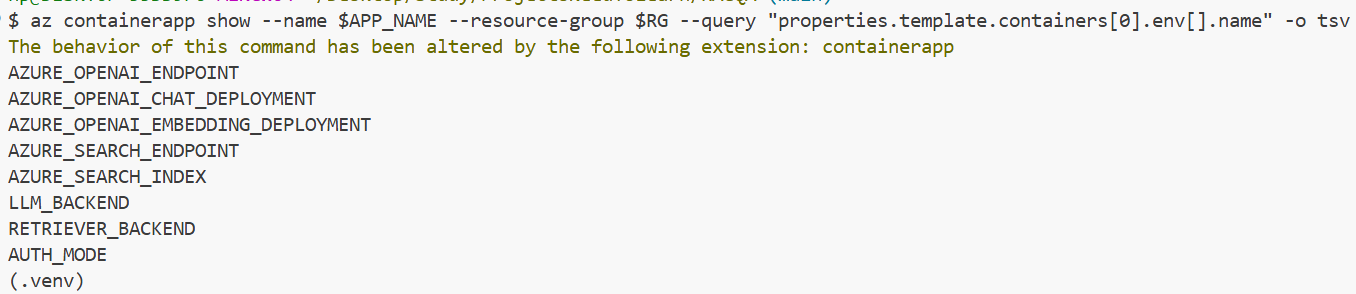 $ az containerapp show --name $APP_NAME --resource-group $RG --query "properties.template.containers[0].env[].name" -o tsv
The behavior of this command has been altered by the following extension: containerapp
AZURE_OPENAI_ENDPOINT
AZURE_OPENAI_CHAT_DEPLOYMENT
AZURE_OPENAI_EMBEDDING_DEPLOYMENT
AZURE_SEARCH_ENDPOINT
AZURE_SEARCH_INDEX
LLM_BACKEND
RETRIEVER_BACKEND
AUTH_MODE
(.venv)